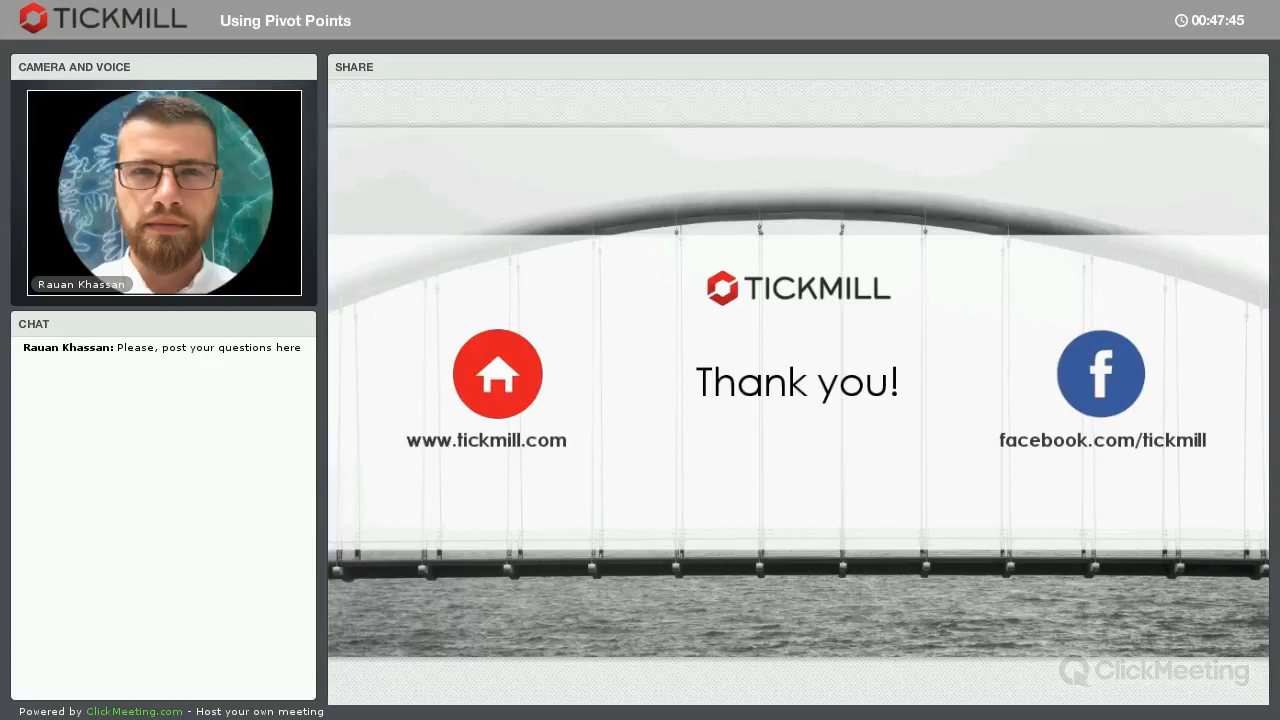 TICKMILL
Using Pivot Points
00:47:45
CAMERA AND VOICE
Rauan Khassan
CHAT
Rauan Khassan: Please, post your questions here
SHARE
TICKMILL
Thank you!
www.tickmill.com
facebook.com/tickmill
ClickMeeting
Powered by ClickMeeting.com - Host your own meeting